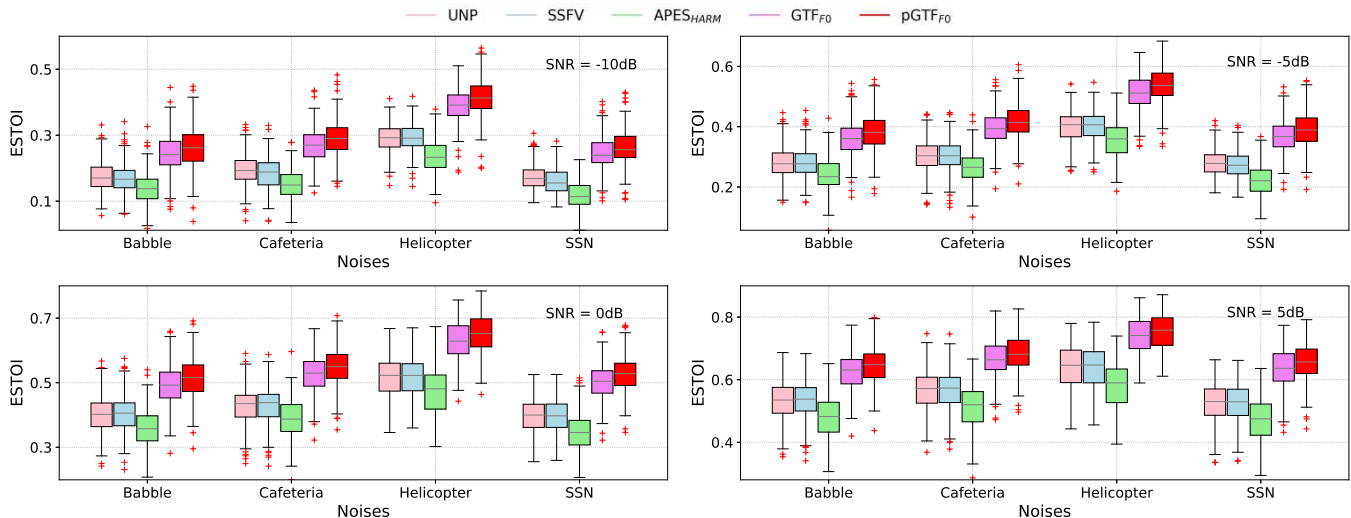 UNP SSFV APES_HARM GTF_F0 pGTF_F0
SNR = -10dB
ESTOI
0.5
0.3
0.1
Babble Cafeteria Helicopter SSN
Noises
SNR = -5dB
ESTOI
0.6
0.4
0.2
Babble Cafeteria Helicopter SSN
Noises
SNR = 0dB
ESTOI
0.7
0.5
0.3
Babble Cafeteria Helicopter SSN
Noises
SNR = 5dB
ESTOI
0.8
0.6
0.4
Babble Cafeteria Helicopter SSN
Noises